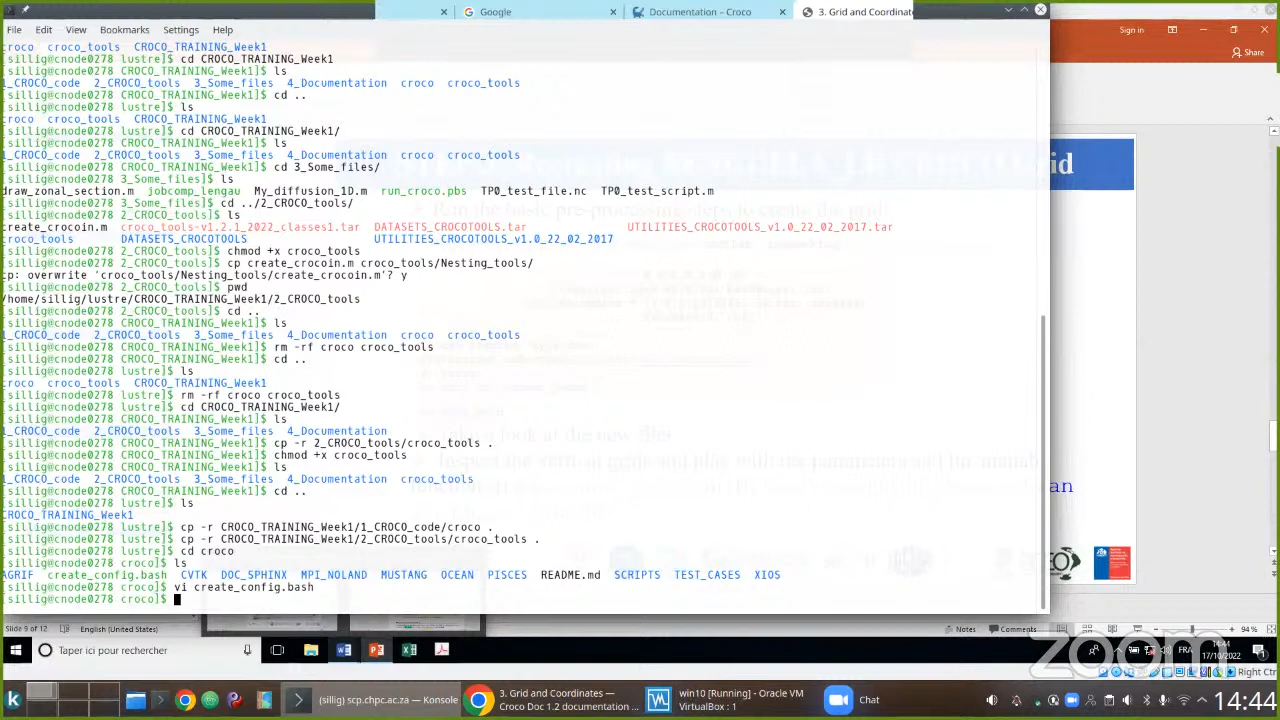 Google
Documentation – Croco
3. Grid and Coordinate
File Edit View Bookmarks Settings Help
Sign in
Share
croco croco_tools CROCO_TRAINING_Week1
[sillig@cnode0278 lustre]$ cd CROCO_TRAINING_Week1
[sillig@cnode0278 CROCO_TRAINING_Week1]$ ls
1_CROCO_code 2_CROCO_tools 3_Some_files 4_Documentation croco croco_tools
[sillig@cnode0278 CROCO_TRAINING_Week1]$ cd ..
[sillig@cnode0278 lustre]$ ls
croco croco_tools CROCO_TRAINING_Week1
[sillig@cnode0278 lustre]$ cd CROCO_TRAINING_Week1/
[sillig@cnode0278 CROCO_TRAINING_Week1]$ ls
1_CROCO_code 2_CROCO_tools 3_Some_files 4_Documentation croco croco_tools
[sillig@cnode0278 CROCO_TRAINING_Week1]$ cd 3_Some_files/
[sillig@cnode0278 3_Some_files]$ ls
draw_zonal_section.m jobcomp_lengau My_diffusion_1D.m run_croco.pbs TP0_test_file.nc TP0_test_script.m
[sillig@cnode0278 3_Some_files]$ cd ../2_CROCO_tools/
[sillig@cnode0278 2_CROCO_tools]$ ls
create_crocoin.m croco_tools-v1.2.1_2022_classes1.tar DATASETS_CROCOTOOLS.tar UTILITIES_CROCOTOOLS_v1.0_22_02_2017.tar
croco_tools DATASETS_CROCOTOOLS UTILITIES_CROCOTOOLS_v1.0_22_02_2017
[sillig@cnode0278 2_CROCO_tools]$ chmod +x croco_tools
[sillig@cnode0278 2_CROCO_tools]$ cp create_crocoin.m croco_tools/Nesting_tools/
cp: overwrite 'croco_tools/Nesting_tools/create_crocoin.m'? y
[sillig@cnode0278 2_CROCO_tools]$ pwd
/home/sillig/lustre/CROCO_TRAINING_Week1/2_CROCO_tools
[sillig@cnode0278 2_CROCO_tools]$ cd ..
[sillig@cnode0278 CROCO_TRAINING_Week1]$ ls
1_CROCO_code 2_CROCO_tools 3_Some_files 4_Documentation croco croco_tools
[sillig@cnode0278 CROCO_TRAINING_Week1]$ rm -rf croco croco_tools
[sillig@cnode0278 CROCO_TRAINING_Week1]$ cd ..
[sillig@cnode0278 lustre]$ ls
croco croco_tools CROCO_TRAINING_Week1
[sillig@cnode0278 lustre]$ rm -rf croco croco_tools
[sillig@cnode0278 lustre]$ cd CROCO_TRAINING_Week1/
[sillig@cnode0278 CROCO_TRAINING_Week1]$ ls
1_CROCO_code 2_CROCO_tools 3_Some_files 4_Documentation
[sillig@cnode0278 CROCO_TRAINING_Week1]$ cp -r 2_CROCO_tools/croco_tools .
[sillig@cnode0278 CROCO_TRAINING_Week1]$ chmod +x croco_tools
[sillig@cnode0278 CROCO_TRAINING_Week1]$ ls
1_CROCO_code 2_CROCO_tools 3_Some_files 4_Documentation croco_tools
[sillig@cnode0278 CROCO_TRAINING_Week1]$ cd ..
[sillig@cnode0278 lustre]$ ls
CROCO_TRAINING_Week1
[sillig@cnode0278 lustre]$ cp -r CROCO_TRAINING_Week1/1_CROCO_code/croco .
[sillig@cnode0278 lustre]$ cp -r CROCO_TRAINING_Week1/2_CROCO_tools/croco_tools .
[sillig@cnode0278 lustre]$ cd croco
[sillig@cnode0278 croco]$ ls
AGRIF create_config.bash CVTK DOC_SPHINX MPI_NOLAND MUSTANG OCEAN PISCES README.md SCRIPTS TEST_CASES XIOS
[sillig@cnode0278 croco]$ vi create_config.bash
[sillig@cnode0278 croco]$
id
an
Slide 9 of 12 English (United States) Notes Comments 94 %
Taper ici pour rechercher
FRA 14:44
17/10/2022
Right Ctrl
zoom
(sillig) scp.chpc.ac.za — Konsole
3. Grid and Coordinates —
Croco Doc 1.2 documentation ...
win10 [Running] - Oracle VM
VirtualBox : 1
Chat
14:44